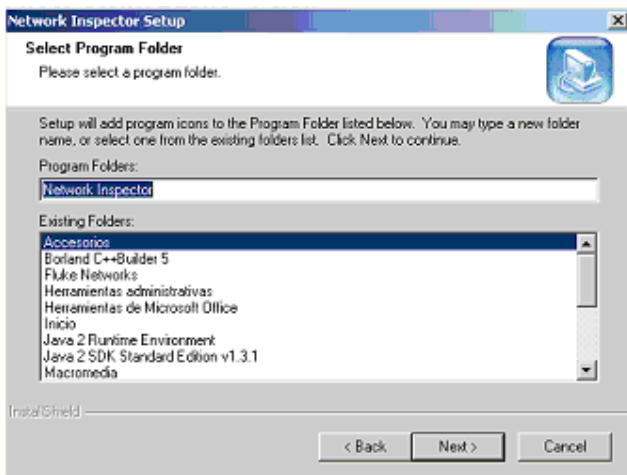 Network Inspector Setup
Select Program Folder
Please select a program folder.
Setup will add program icons to the Program Folder listed below. You may type a new folder
name, or select one from the existing folders list. Click Next to continue.
Program Folders:
Network Inspector
Existing Folders:
Accesorios
Borland C++Builder 5
Fluke Networks
Herramientas administrativas
Herramientas de Microsoft Office
Inicio
Java 2 Runtime Environment
Java 2 SDK Standard Edition v1.3.1
Macromedia
InstallShield
< Back Next > Cancel